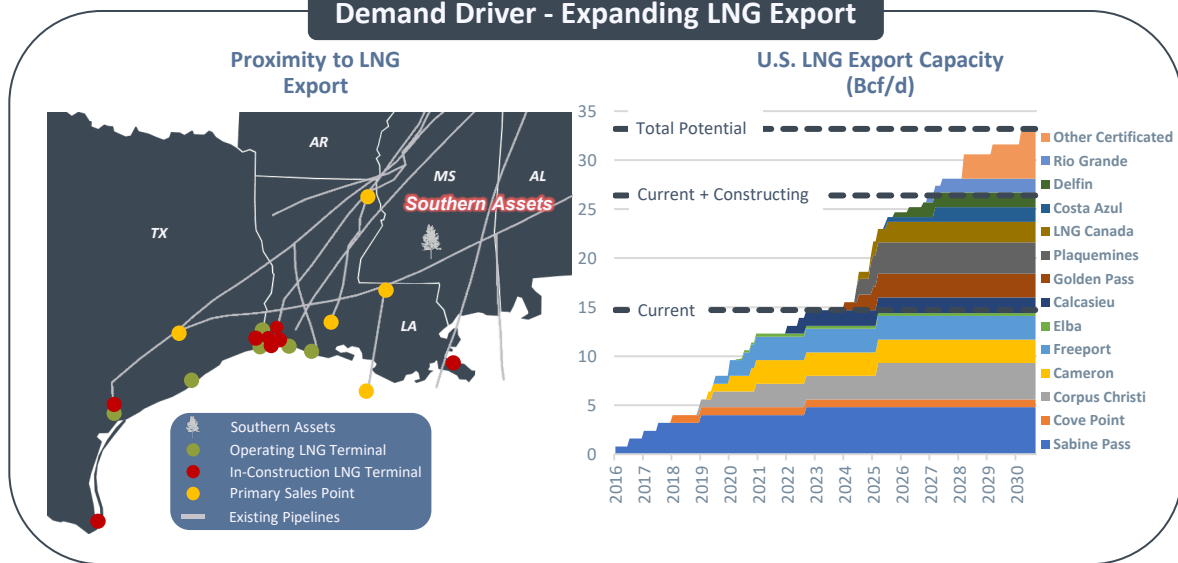 Demand Driver - Expanding LNG Export
Proximity to LNG
Export
AR
MS
AL
Southern Assets
TX
LA
Southern Assets
Operating LNG Terminal
In-Construction LNG Terminal
Primary Sales Point
Existing Pipelines
U.S. LNG Export Capacity
(Bcf/d)
35
30
25
20
15
10
5
0
Total Potential
Current + Constructing
Current
2016
2017
2018
2019
2020
2021
2022
2023
2024
2025
2026
2027
2028
2029
2030
Other Certificated
Rio Grande
Delfin
Costa Azul
LNG Canada
Plaquemines
Golden Pass
Calcasieu
Elba
Freeport
Cameron
Corpus Christi
Cove Point
Sabine Pass